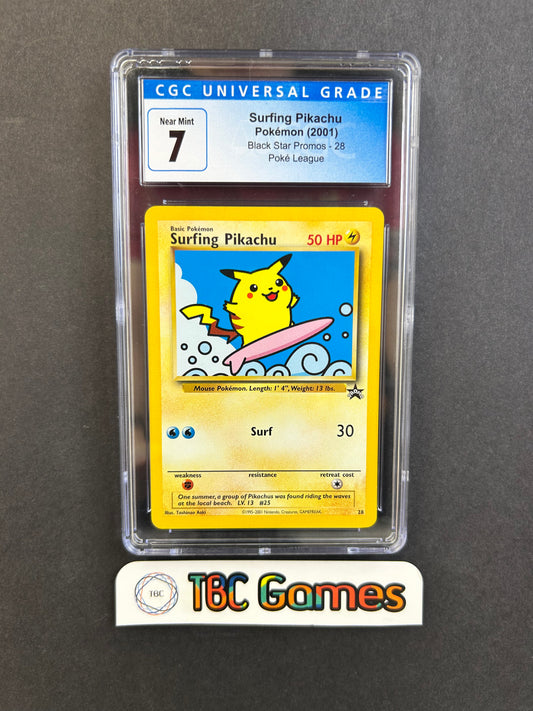 CGC UNIVERSAL GRADE
Near Mint
7
Surfing Pikachu
Pokémon (2001)
Black Star Promos - 28
Poké League
Basic Pokémon
Surfing Pikachu 50 HP
PROMO
Mouse Pokémon. Length: 1' 4", Weight: 13 lbs.
Surf 30
weakness resistance retreat cost
One summer, a group of Pikachus was found riding the waves
at the local beach. LV. 13 #25
Illus. Toshinao Aoki ©1995-2001 Nintendo, Creatures, GAMEFREAK. 28
TBC TBC Games